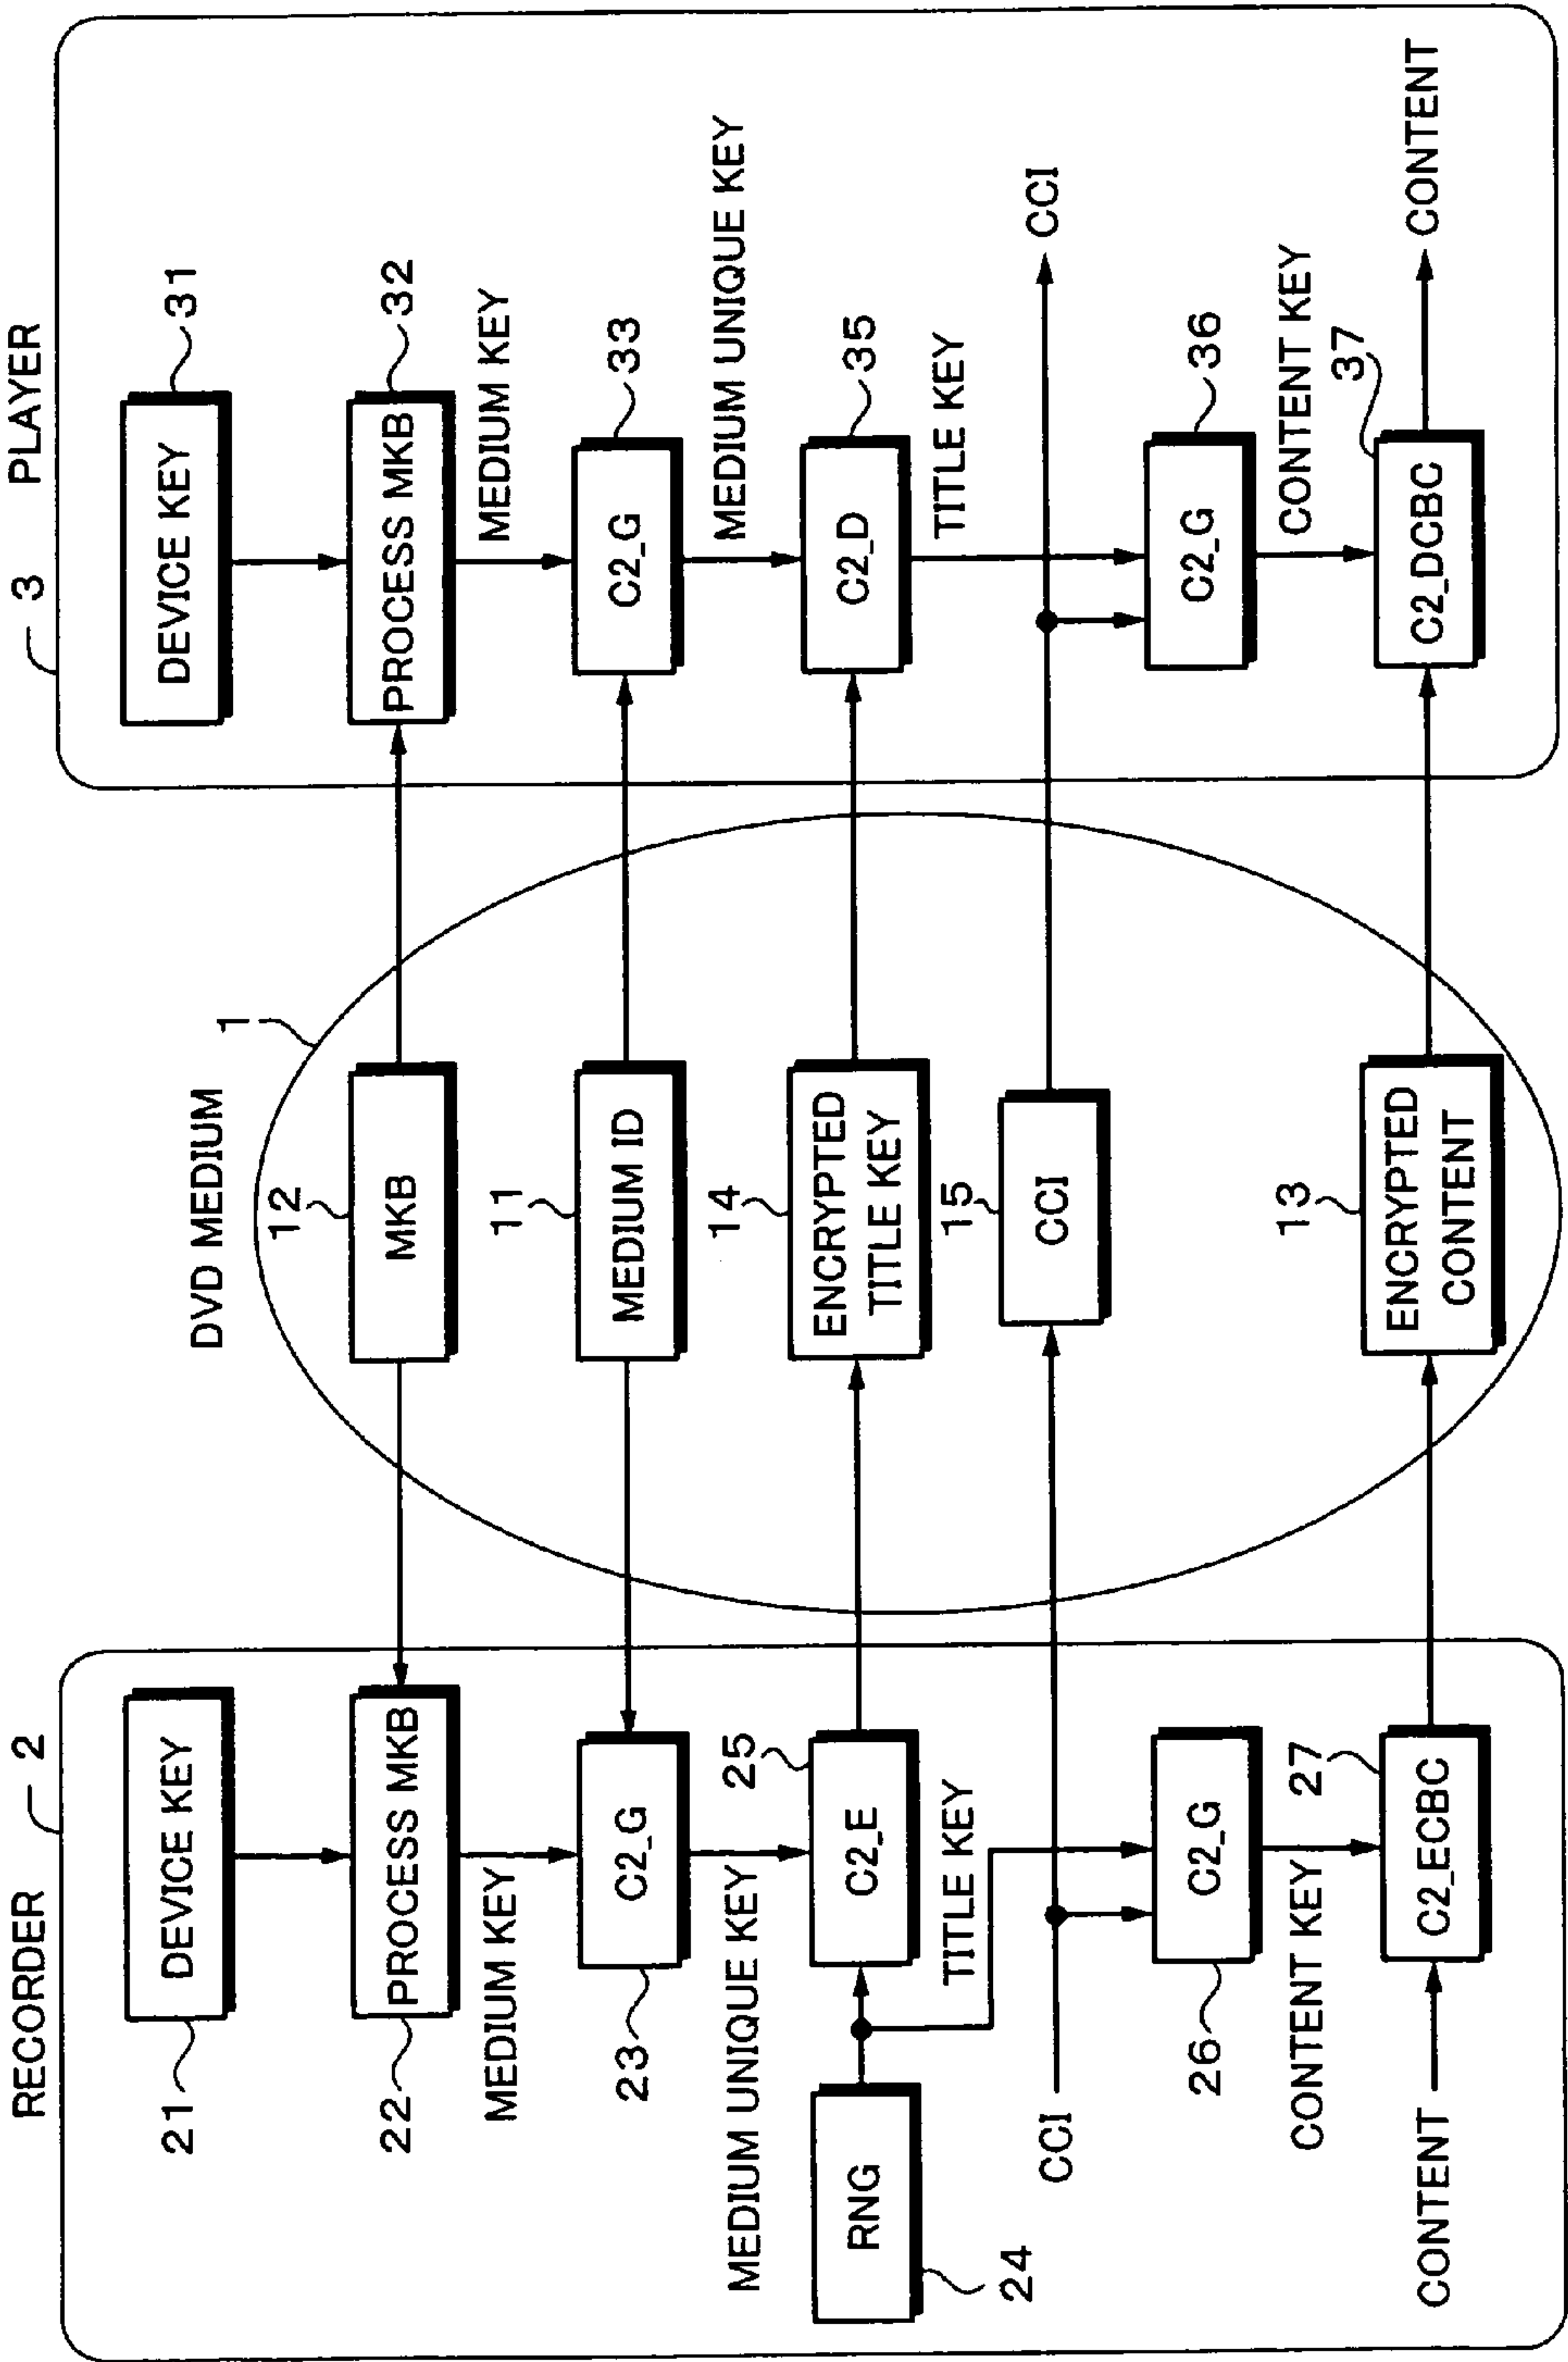 RECORDER
2
DEVICE KEY
21
PROCESS MKB
22
MEDIUM KEY
C2_G
23
MEDIUM UNIQUE KEY
25
C2_E
RNG
24
TITLE KEY
CCI
C2_G
26
CONTENT KEY
27
C2_ECBC
CONTENT
DVD MEDIUM
1
12
MKB
11
MEDIUM ID
14
ENCRYPTED
TITLE KEY
15
CCI
13
ENCRYPTED
CONTENT
3
PLAYER
DEVICE KEY
31
PROCESS MKB
32
MEDIUM KEY
C2_G
33
MEDIUM UNIQUE KEY
C2_D
35
TITLE KEY
CCI
C2_G
36
CONTENT KEY
37
C2_DCBC
CONTENT